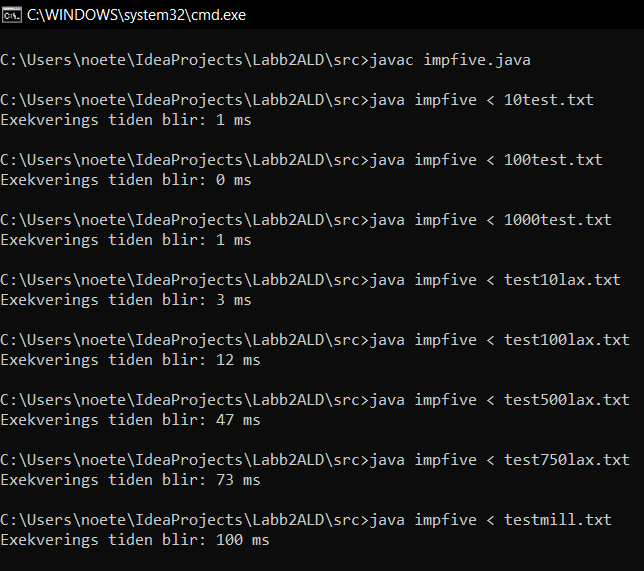 C:\WINDOWS\system32\cmd.exe
C:\Users\noete\IdeaProjects\Labb2ALD\src>javac impfive.java
C:\Users\noete\IdeaProjects\Labb2ALD\src>java impfive < 10test.txt
Exekverings tiden blir: 1 ms
C:\Users\noete\IdeaProjects\Labb2ALD\src>java impfive < 100test.txt
Exekverings tiden blir: 0 ms
C:\Users\noete\IdeaProjects\Labb2ALD\src>java impfive < 1000test.txt
Exekverings tiden blir: 1 ms
C:\Users\noete\IdeaProjects\Labb2ALD\src>java impfive < test10lax.txt
Exekverings tiden blir: 3 ms
C:\Users\noete\IdeaProjects\Labb2ALD\src>java impfive < test100lax.txt
Exekverings tiden blir: 12 ms
C:\Users\noete\IdeaProjects\Labb2ALD\src>java impfive < test500lax.txt
Exekverings tiden blir: 47 ms
C:\Users\noete\IdeaProjects\Labb2ALD\src>java impfive < test750lax.txt
Exekverings tiden blir: 73 ms
C:\Users\noete\IdeaProjects\Labb2ALD\src>java impfive < testmill.txt
Exekverings tiden blir: 100 ms